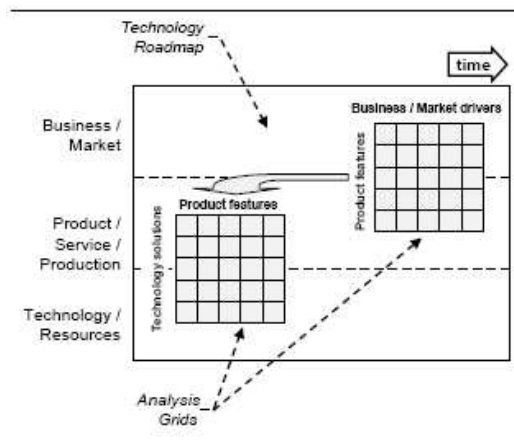 Technology
Roadmap
time
Business / Market drivers
Business /
Market
Product features
Product features
Product /
Service /
Production
Technology solutions
Technology /
Resources
Analysis
Grids